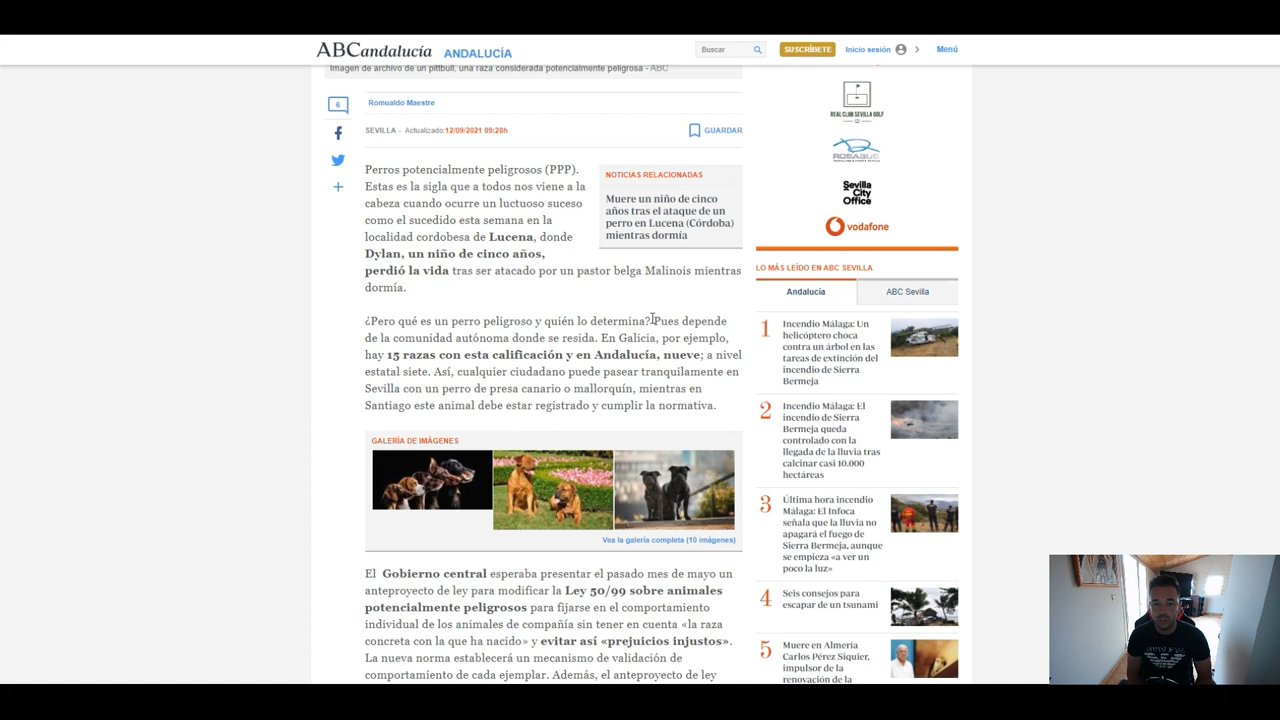 ABCandalucía ANDALUCÍA
Buscar
SUSCRÍBETE
Inicio sesión
Menú
Imagen de archivo de un pittbull, una raza considerada potencialmente peligrosa - ABC
6
Romualdo Maestre
SEVILLA - Actualizado:12/09/2021 09:28h
GUARDAR
Perros potencialmente peligrosos (PPP).
Estas es la sigla que a todos nos viene a la
cabeza cuando ocurre un luctuoso suceso
como el sucedido esta semana en la
localidad cordobesa de Lucena, donde
Dylan, un niño de cinco años,
perdió la vida tras ser atacado por un pastor belga Malinois mientras
dormía.
NOTICIAS RELACIONADAS
Muere un niño de cinco
años tras el ataque de un
perro en Lucena (Córdoba)
mientras dormía
¿Pero qué es un perro peligroso y quién lo determina? Pues depende
de la comunidad autónoma donde se resida. En Galicia, por ejemplo,
hay 15 razas con esta calificación y en Andalucía, nueve; a nivel
estatal siete. Así, cualquier ciudadano puede pasear tranquilamente en
Sevilla con un perro de presa canario o mallorquín, mientras en
Santiago este animal debe estar registrado y cumplir la normativa.
GALERÍA DE IMÁGENES
Vea la galería completa (10 imágenes)
El Gobierno central esperaba presentar el pasado mes de mayo un
anteproyecto de ley para modificar la Ley 50/99 sobre animales
potencialmente peligrosos para fijarse en el comportamiento
individual de los animales de compañía sin tener en cuenta «la raza
concreta con la que ha nacido» y evitar así «prejuicios injustos».
La nueva norma establecerá un mecanismo de validación de
comportamiento de cada ejemplar. Además, el anteproyecto de ley
REAL CLUB SEVILLA GOLF
ROSABUS
Sevilla
City
Office
vodafone
LO MÁS LEÍDO EN ABC SEVILLA
Andalucía
ABC Sevilla
1
Incendio Málaga: Un
helicóptero choca
contra un árbol en las
tareas de extinción del
incendio de Sierra
Bermeja
2
Incendio Málaga: El
incendio de Sierra
Bermeja queda
controlado con la
llegada de la lluvia tras
calcinar casi 10.000
hectáreas
3
Última hora incendio
Málaga: El Infoca
señala que la lluvia no
apagará el fuego de
Sierra Bermeja, aunque
se empieza «a ver un
poco la luz»
4
Seis consejos para
escapar de un tsunami
5
Muere en Almería
Carlos Pérez Siquier,
impulsor de la
renovación de la